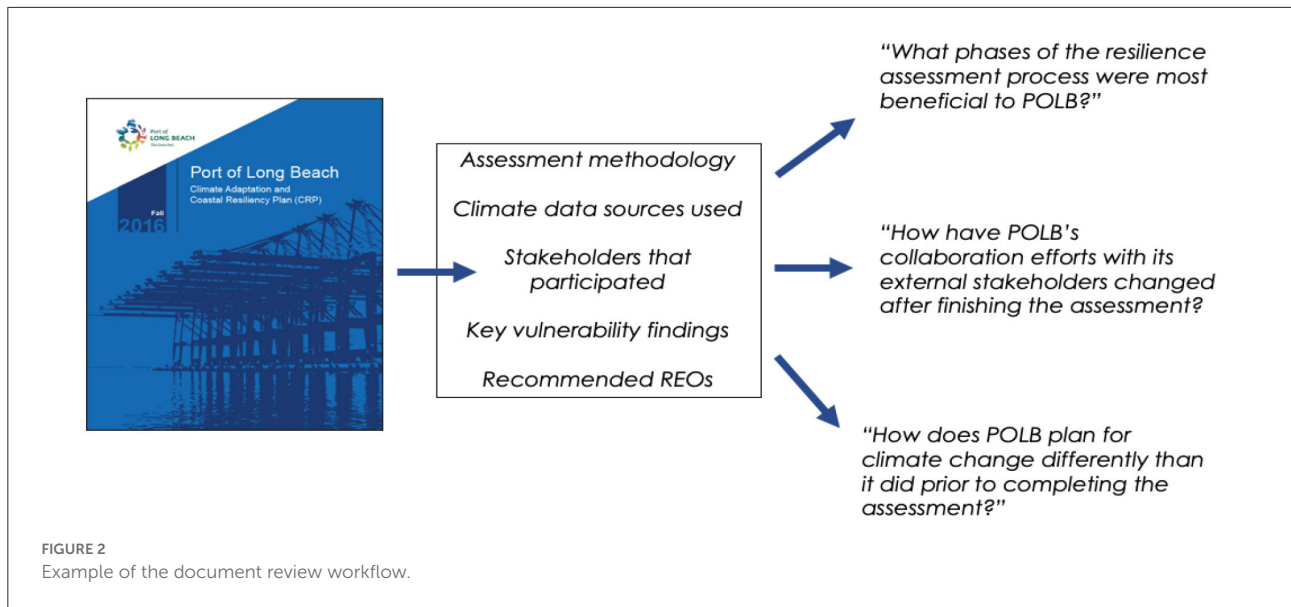 Port of
LONG BEACH
The Green Port
Port of Long Beach
Climate Adaptation and
Coastal Resiliency Plan (CRP)
Fall
2016
Assessment methodology
Climate data sources used
Stakeholders that
participated
Key vulnerability findings
Recommended REOs
“What phases of the resilience
assessment process were most
beneficial to POLB?”
“How have POLB’s
collaboration efforts with its
external stakeholders changed
after finishing the assessment?
“How does POLB plan for
climate change differently than
it did prior to completing the
assessment?”
FIGURE 2
Example of the document review workflow.